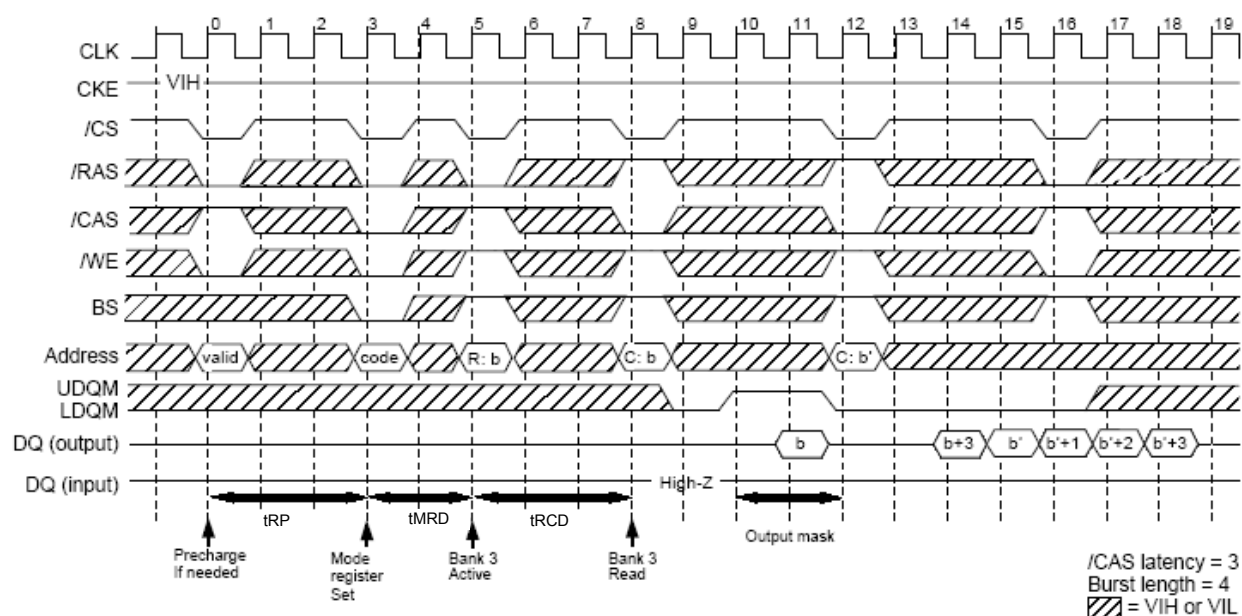 0 1 2 3 4 5 6 7 8 9 10 11 12 13 14 15 16 17 18 19
CLK
CKE VIH
/CS
/RAS
/CAS
/WE
BS
Address valid code R: b C: b C: b'
UDQM
LDQM
DQ (output) b b+3 b' b'+1 b'+2 b'+3
DQ (input) High-Z
tRP tMRD tRCD Output mask
Precharge
If needed
Mode
register
Set
Bank 3
Active
Bank 3
Read
/CAS latency = 3
Burst length = 4
= VIH or VIL